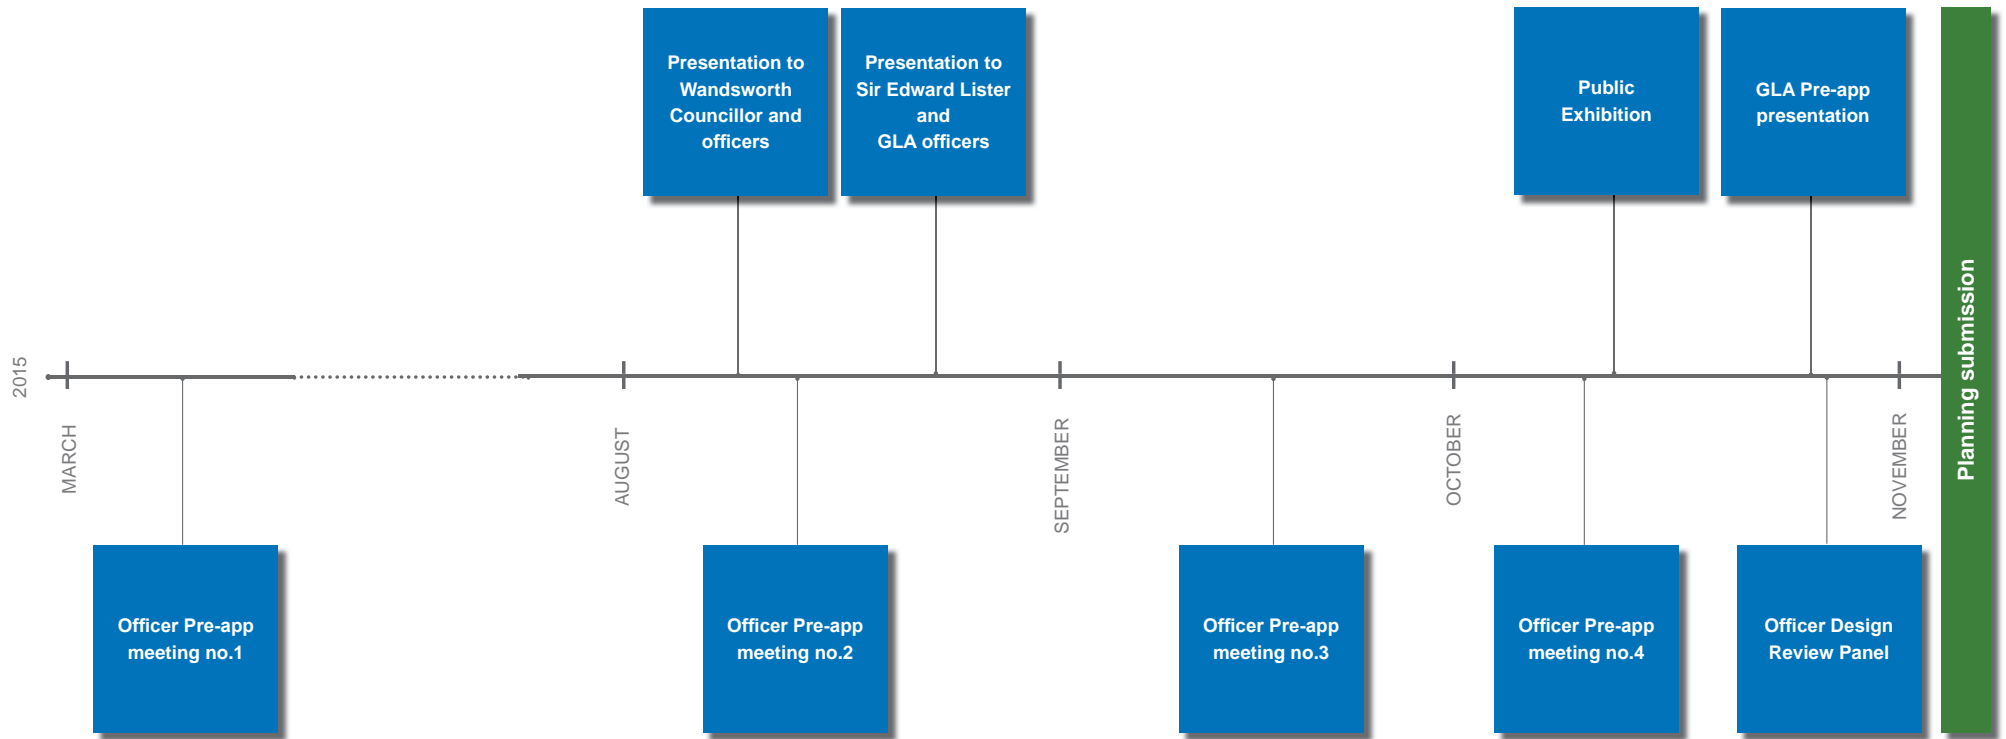 Presentation to
Wandsworth
Councillor and
officers
Presentation to
Sir Edward Lister
and
GLA officers
Public
Exhibition
GLA Pre-app
presentation
Planning submission
2015
MARCH
AUGUST
SEPTEMBER
OCTOBER
NOVEMBER
Officer Pre-app
meeting no.1
Officer Pre-app
meeting no.2
Officer Pre-app
meeting no.3
Officer Pre-app
meeting no.4
Officer Design
Review Panel